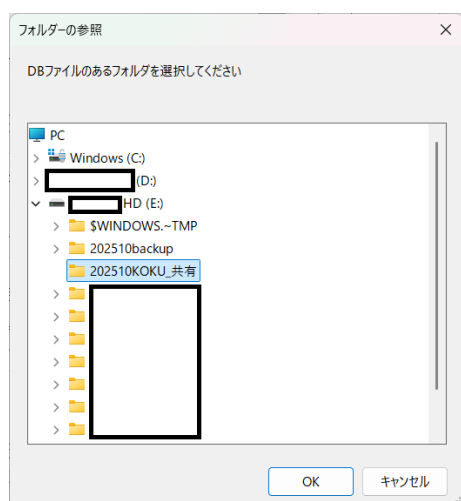 フォルダーの参照
DBファイルのあるフォルダを選択してください
PC
Windows (C:)
(D:)
HD (E:)
$WINDOWS.~TMP
202510backup
202510KOKU_共有
OK
キャンセル